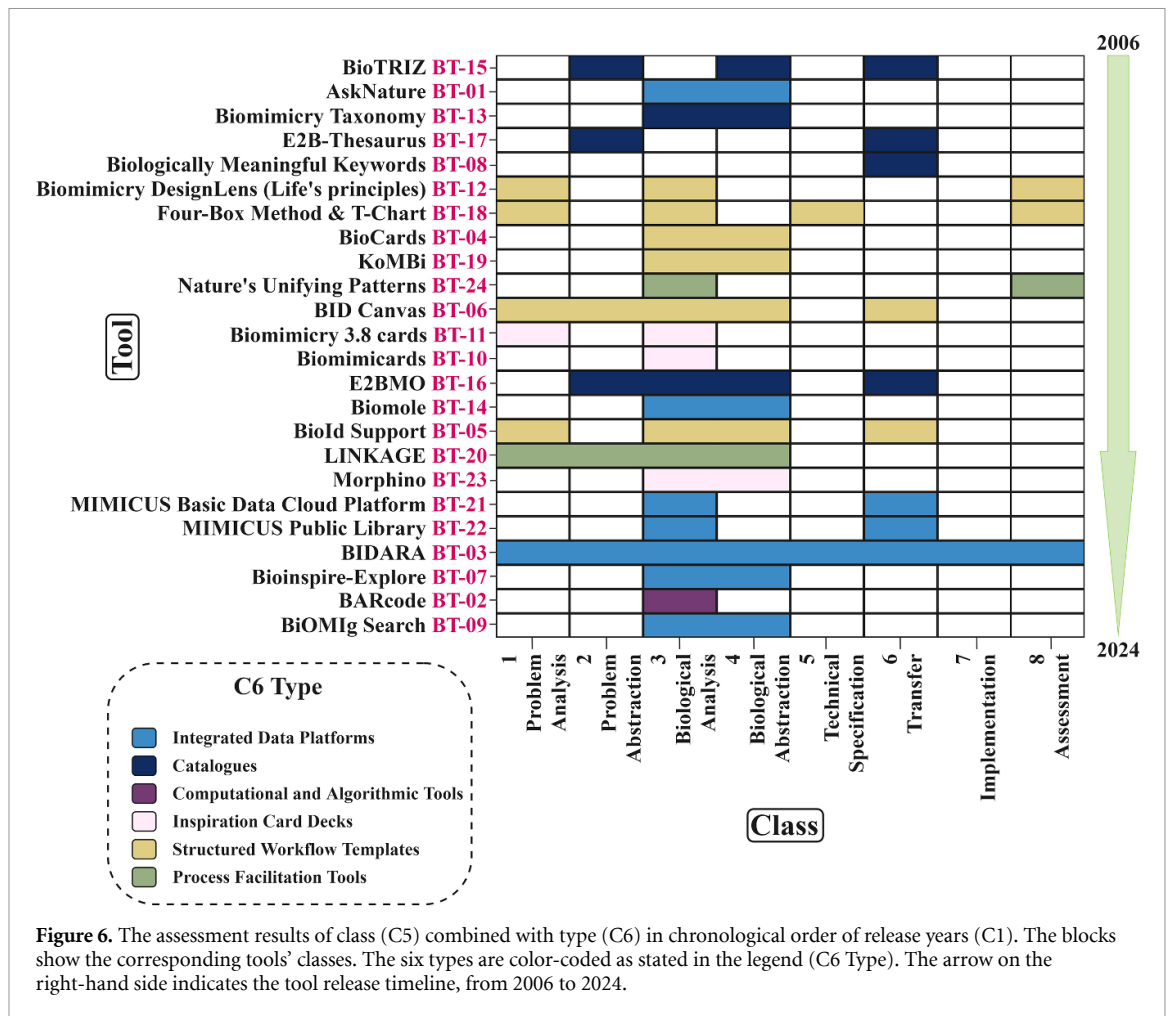 2006
BioTRIZ BT-15
AskNature BT-01
Biomimicry Taxonomy BT-13
E2B-Thesaurus BT-17
Biologically Meaningful Keywords BT-08
Biomimicry DesignLens (Life's principles) BT-12
Four-Box Method & T-Chart BT-18
BioCards BT-04
KoMBi BT-19
Nature's Unifying Patterns BT-24
BID Canvas BT-06
Biomimicry 3.8 cards BT-11
Biomimicards BT-10
E2BMO BT-16
Biomole BT-14
BioId Support BT-05
LINKAGE BT-20
Morphino BT-23
MIMICUS Basic Data Cloud Platform BT-21
MIMICUS Public Library BT-22
BIDARA BT-03
Bioinspire-Explore BT-07
BARcode BT-02
BiOMIg Search BT-09
Tool
2024
1
Problem
Analysis
2
Problem
Abstraction
3
Biological
Analysis
4
Biological
Abstraction
5
Technical
Specification
6
Transfer
7
Implementation
8
Assessment
Class
C6 Type
Integrated Data Platforms
Catalogues
Computational and Algorithmic Tools
Inspiration Card Decks
Structured Workflow Templates
Process Facilitation Tools
Figure 6. The assessment results of class (C5) combined with type (C6) in chronological order of release years (C1). The blocks
show the corresponding tools' classes. The six types are color-coded as stated in the legend (C6 Type). The arrow on the
right-hand side indicates the tool release timeline, from 2006 to 2024.